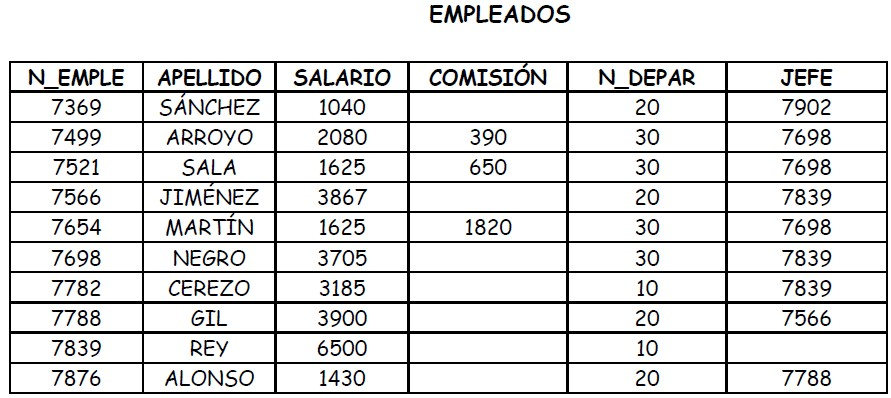 EMPLEADOS
N_EMPLE APELLIDO SALARIO COMISIÓN N_DEPAR JEFE
7369 SÁNCHEZ 1040 20 7902
7499 ARROYO 2080 390 30 7698
7521 SALA 1625 650 30 7698
7566 JIMÉNEZ 3867 20 7839
7654 MARTÍN 1625 1820 30 7698
7698 NEGRO 3705 30 7839
7782 CEREZO 3185 10 7839
7788 GIL 3900 20 7566
7839 REY 6500 10
7876 ALONSO 1430 20 7788